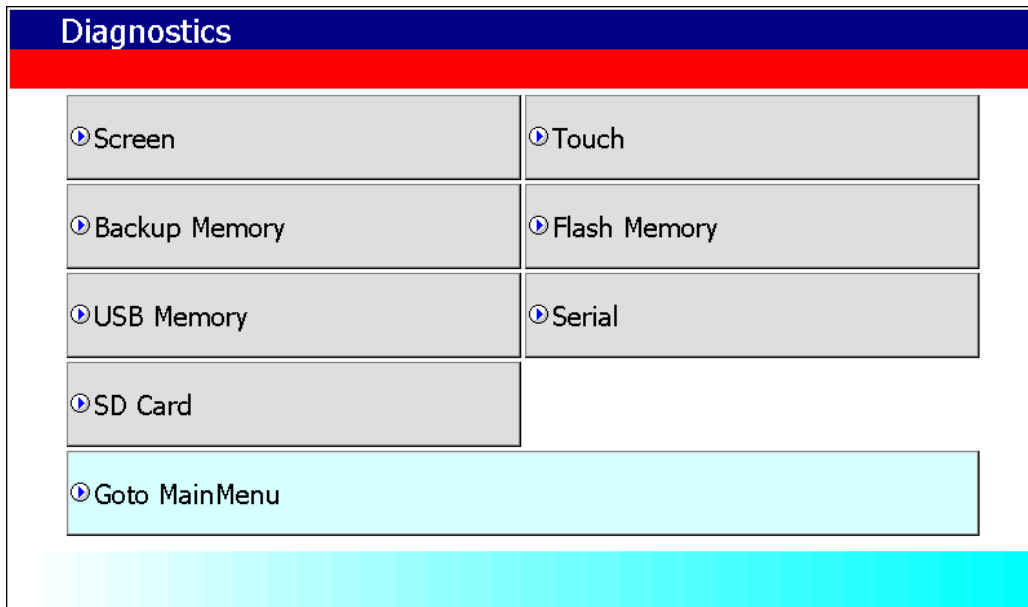 Diagnostics
Screen
Touch
Backup Memory
Flash Memory
USB Memory
Serial
SD Card
Goto MainMenu